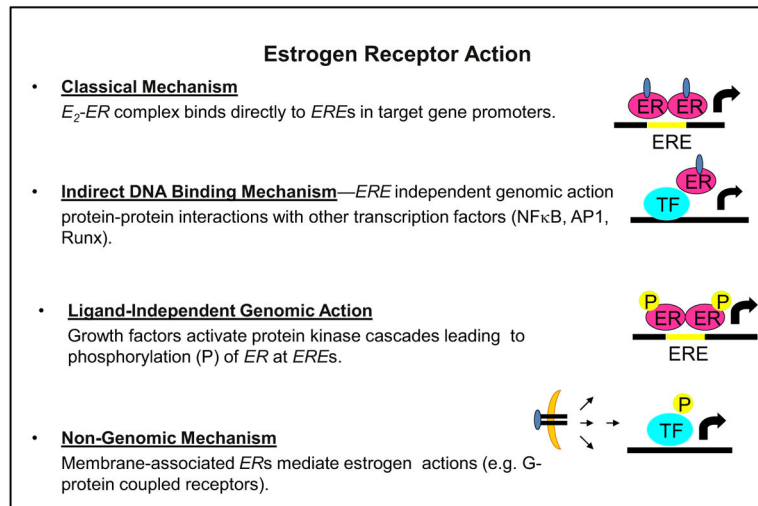 Estrogen Receptor Action
• Classical Mechanism
E₂-ER complex binds directly to EREs in target gene promoters.
ER ER
ERE
• Indirect DNA Binding Mechanism—ERE independent genomic action
protein-protein interactions with other transcription factors (NFκB, AP1,
Runx).
ER
TF
• Ligand-Independent Genomic Action
Growth factors activate protein kinase cascades leading to
phosphorylation (P) of ER at EREs.
P P
ER ER
ERE
• Non-Genomic Mechanism
Membrane-associated ERs mediate estrogen actions (e.g. G-
protein coupled receptors).
P
TF